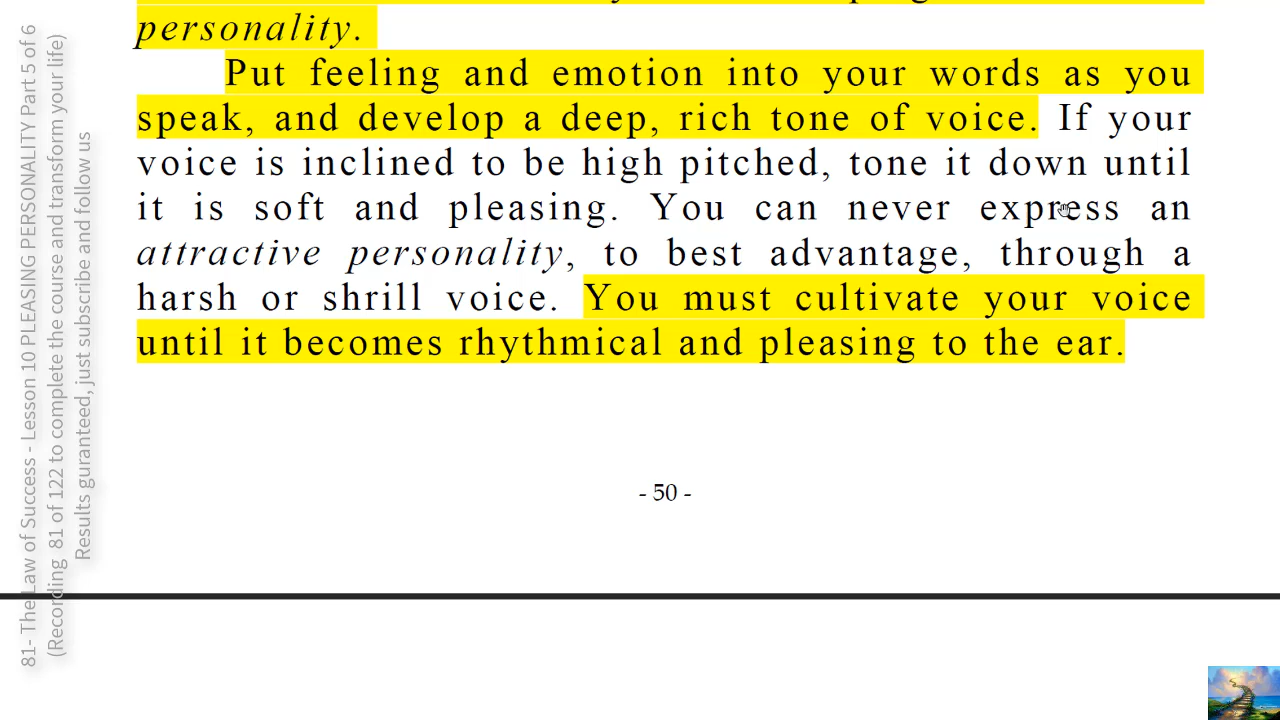 personality.
Put feeling and emotion into your words as you
speak, and develop a deep, rich tone of voice. If your
voice is inclined to be high pitched, tone it down until
it is soft and pleasing. You can never express an
attractive personality, to best advantage, through a
harsh or shrill voice. You must cultivate your voice
until it becomes rhythmical and pleasing to the ear.
- 50 -
81- The Law of Success - Lesson 10 PLEASING PERSONALITY Part 5 of 6
(Recording 81 of 122 to complete the course and transform your life)
Results guranteed, just subscribe and follow us